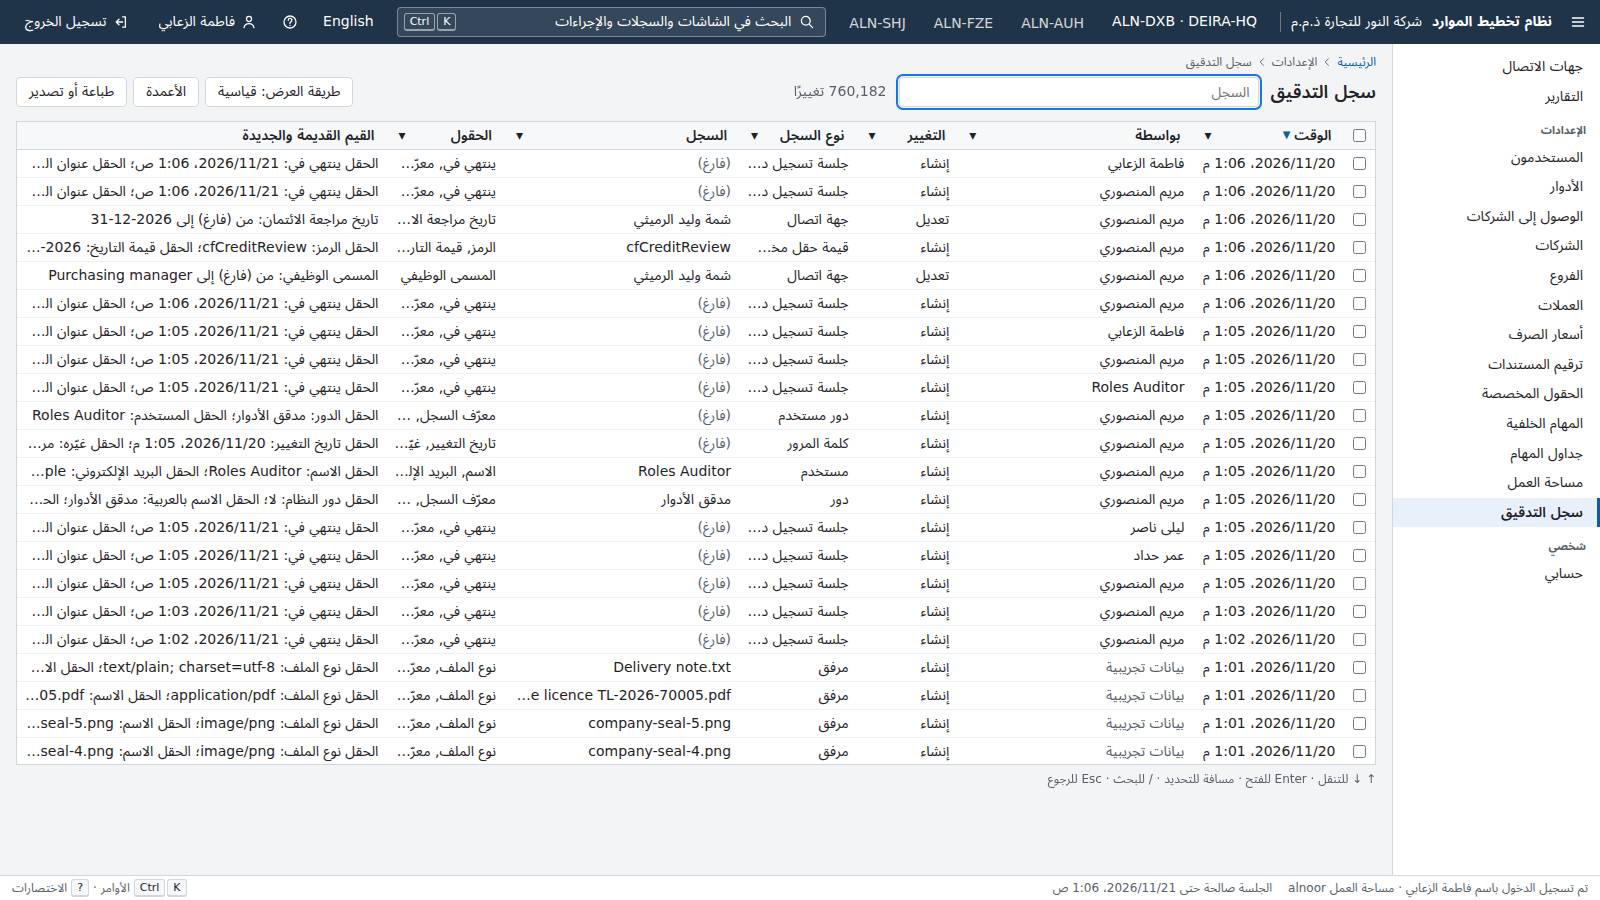 نظام تخطيط الموارد شركة النور للتجارة ذ.م.م ALN-DXB · DEIRA-HQ ALN-AUH ALN-FZE ALN-SHJ البحث في الشاشات والسجلات والإجراءات Ctrl K English فاطمة الزعابي تسجيل الخروج
جهات الاتصال
التقارير
الإعدادات
المستخدمون
الأدوار
الوصول إلى الشركات
الشركات
الفروع
العملات
أسعار الصرف
ترقيم المستندات
الحقول المخصصة
المهام الخلفية
جداول المهام
مساحة العمل
سجل التدقيق
شخصي
حسابي
الرئيسية › الإعدادات › سجل التدقيق
سجل التدقيق السجل 760,182 تغييرًا طريقة العرض: قياسية الأعمدة طباعة أو تصدير
الوقت ▼ ▼ بواسطة ▼ التغيير ▼ نوع السجل ▼ السجل ▼ الحقول ▼ القيم القديمة والجديدة
2026/11/20، 1:06 م فاطمة الزعابي إنشاء جلسة تسجيل د... (فارغ) ينتهي في, معرّ... الحقل ينتهي في: 2026/11/21، 1:06 ص؛ الحقل عنوان ال...
2026/11/20، 1:06 م مريم المنصوري إنشاء جلسة تسجيل د... (فارغ) ينتهي في, معرّ... الحقل ينتهي في: 2026/11/21، 1:06 ص؛ الحقل عنوان ال...
2026/11/20، 1:06 م مريم المنصوري تعديل جهة اتصال شمة وليد الرميثي تاريخ مراجعة الا... تاريخ مراجعة الائتمان: من (فارغ) إلى 2026-12-31
2026/11/20، 1:06 م مريم المنصوري إنشاء قيمة حقل مخـ... cfCreditReview الرمز, قيمة التار... الحقل الرمز: cfCreditReview؛ الحقل قيمة التاريخ: 2026-...
2026/11/20، 1:06 م مريم المنصوري تعديل جهة اتصال شمة وليد الرميثي المسمى الوظيفي المسمى الوظيفي: من (فارغ) إلى Purchasing manager
2026/11/20، 1:06 م مريم المنصوري إنشاء جلسة تسجيل د... (فارغ) ينتهي في, معرّ... الحقل ينتهي في: 2026/11/21، 1:06 ص؛ الحقل عنوان ال...
2026/11/20، 1:05 م فاطمة الزعابي إنشاء جلسة تسجيل د... (فارغ) ينتهي في, معرّ... الحقل ينتهي في: 2026/11/21، 1:05 ص؛ الحقل عنوان ال...
2026/11/20، 1:05 م مريم المنصوري إنشاء جلسة تسجيل د... (فارغ) ينتهي في, معرّ... الحقل ينتهي في: 2026/11/21، 1:05 ص؛ الحقل عنوان ال...
2026/11/20، 1:05 م Roles Auditor إنشاء جلسة تسجيل د... (فارغ) ينتهي في, معرّ... الحقل ينتهي في: 2026/11/21، 1:05 ص؛ الحقل عنوان ال...
2026/11/20، 1:05 م مريم المنصوري إنشاء دور مستخدم (فارغ) معرّف السجل, ... الحقل الدور: مدقق الأدوار؛ الحقل المستخدم: Roles Auditor
2026/11/20، 1:05 م مريم المنصوري إنشاء كلمة المرور (فارغ) تاريخ التغيير, غيّ... الحقل تاريخ التغيير: 2026/11/20، 1:05 م؛ الحقل غيّره: مر...
2026/11/20، 1:05 م مريم المنصوري إنشاء مستخدم Roles Auditor الاسم, البريد الإلـ... الحقل الاسم: Roles Auditor؛ الحقل البريد الإلكتروني: ple...
2026/11/20، 1:05 م مريم المنصوري إنشاء دور مدقق الأدوار معرّف السجل, ... الحقل دور النظام: لا؛ الحقل الاسم بالعربية: مدقق الأدوار؛ الحـ...
2026/11/20، 1:05 م ليلى ناصر إنشاء جلسة تسجيل د... (فارغ) ينتهي في, معرّ... الحقل ينتهي في: 2026/11/21، 1:05 ص؛ الحقل عنوان ال...
2026/11/20، 1:05 م عمر حداد إنشاء جلسة تسجيل د... (فارغ) ينتهي في, معرّ... الحقل ينتهي في: 2026/11/21، 1:05 ص؛ الحقل عنوان ال...
2026/11/20، 1:05 م مريم المنصوري إنشاء جلسة تسجيل د... (فارغ) ينتهي في, معرّ... الحقل ينتهي في: 2026/11/21، 1:05 ص؛ الحقل عنوان ال...
2026/11/20، 1:03 م مريم المنصوري إنشاء جلسة تسجيل د... (فارغ) ينتهي في, معرّ... الحقل ينتهي في: 2026/11/21، 1:03 ص؛ الحقل عنوان ال...
2026/11/20، 1:02 م مريم المنصوري إنشاء جلسة تسجيل د... (فارغ) ينتهي في, معرّ... الحقل ينتهي في: 2026/11/21، 1:02 ص؛ الحقل عنوان ال...
2026/11/20، 1:01 م بيانات تجريبية إنشاء مرفق Delivery note.txt نوع الملف, معرّ... الحقل نوع الملف: text/plain; charset=utf-8؛ الحقل الا...
2026/11/20، 1:01 م بيانات تجريبية إنشاء مرفق ...e licence TL-2026-70005.pdf نوع الملف, معرّ... الحقل نوع الملف: application/pdf؛ الحقل الاسم: 05.pdf...
2026/11/20، 1:01 م بيانات تجريبية إنشاء مرفق company-seal-5.png نوع الملف, معرّ... الحقل نوع الملف: image/png؛ الحقل الاسم: seal-5.png...
2026/11/20، 1:01 م بيانات تجريبية إنشاء مرفق company-seal-4.png نوع الملف, معرّ... الحقل نوع الملف: image/png؛ الحقل الاسم: seal-4.png...
↑ ↓ للتنقل · Enter للفتح · مسافة للتحديد · / للبحث · Esc للرجوع
تم تسجيل الدخول باسم فاطمة الزعابي · مساحة العمل alnoor الجلسة صالحة حتى 2026/11/21، 1:06 ص Ctrl K الأوامر · ? الاختصارات